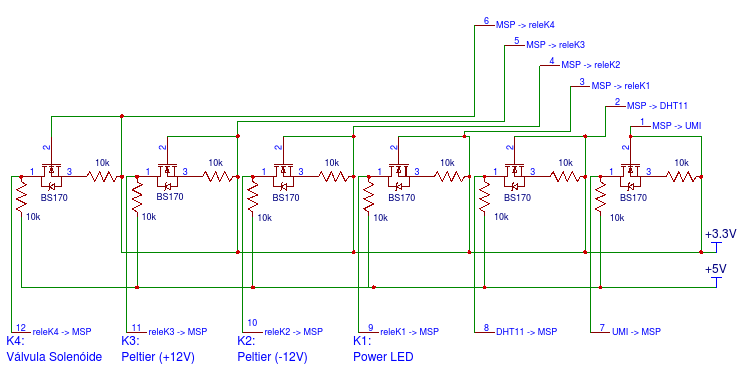 6 MSP -> releK4
5 MSP -> releK3
4 MSP -> releK2
3 MSP -> releK1
2 MSP -> DHT11
1 MSP -> UMI
2 2 2 2 2 2
1 3 10k 1 3 10k 1 3 10k 1 3 10k 1 3 10k 1 3 10k
BS170 BS170 BS170 BS170 BS170 BS170
10k 10k 10k 10k 10k 10k
+3.3V
+5V
12 releK4 -> MSP 11 releK3 -> MSP 10 releK2 -> MSP 9 releK1 -> MSP 8 DHT11 -> MSP 7 UMI -> MSP
K4: K3: K2: K1:
Válvula Solenóide Peltier (+12V) Peltier (-12V) Power LED